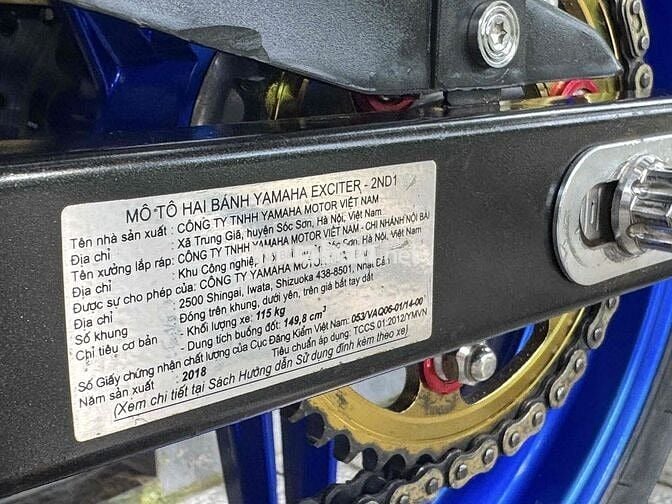 MÔ TÔ HAI BÁNH YAMAHA EXCITER - 2ND1
Tên nhà sản xuất : CÔNG TY TNHH YAMAHA MOTOR VIỆT NAM
Địa chỉ : Xã Trung Giã, huyện Sóc Sơn, Hà Nội, Việt Nam
Tên xưởng lắp ráp: CÔNG TY TNHH YAMAHA MOTOR VIỆT NAM - CHI NHÁNH NỘI BÀI
Địa chỉ : Khu Công nghiệp, Sóc Sơn, Hà Nội, Việt Nam
Được sự cho phép của: CÔNG TY YAMAHA MOTOR
Địa chỉ : 2500 Shingai, Iwata, Shizuoka 438-8501, Nhật Bản
Số khung : Đóng trên khung, dưới yên, trên giá bắt tay dắt
Chỉ tiêu cơ bản : - Khối lượng xe: 115 kg
- Dung tích buồng đốt: 149,8 cm³
Số Giấy chứng nhận chất lượng của Cục Đăng Kiểm Việt Nam: 053/VAQ06-01/14-00
Năm sản xuất : 2018 Tiêu chuẩn áp dụng: TCCS 01:2012/YMVN
(Xem chi tiết tại Sách Hướng dẫn Sử dụng đính kèm theo xe)